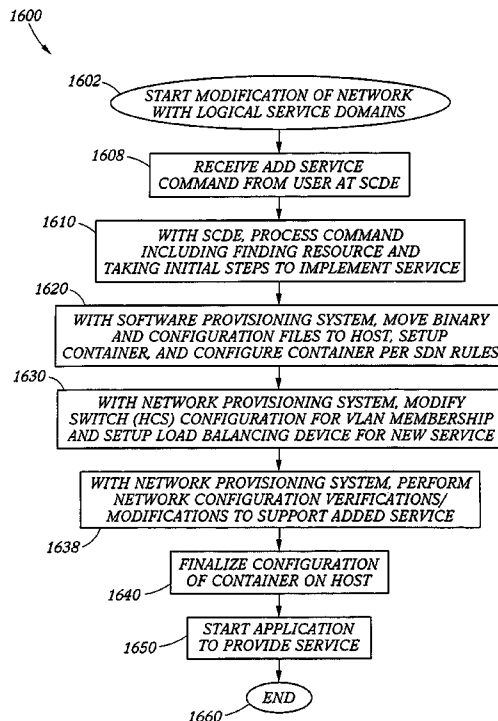 1600
1602
START MODIFICATION OF NETWORK
WITH LOGICAL SERVICE DOMAINS
1608
RECEIVE ADD SERVICE
COMMAND FROM USER AT SCDE
1610
WITH SCDE, PROCESS COMMAND
INCLUDING FINDING RESOURCE AND
TAKING INITIAL STEPS TO IMPLEMENT SERVICE
1620
WITH SOFTWARE PROVISIONING SYSTEM, MOVE BINARY
AND CONFIGURATION FILES TO HOST, SETUP
CONTAINER, AND CONFIGURE CONTAINER PER SDN RULES
1630
WITH NETWORK PROVISIONING SYSTEM, MODIFY
SWITCH (HCS) CONFIGURATION FOR VLAN MEMBERSHIP
AND SETUP LOAD BALANCING DEVICE FOR NEW SERVICE
WITH NETWORK PROVISIONING SYSTEM, PERFORM
NETWORK CONFIGURATION VERIFICATIONS/
MODIFICATIONS TO SUPPORT ADDED SERVICE
1638
FINALIZE CONFIGURATION
OF CONTAINER ON HOST
1640
START APPLICATION
TO PROVIDE SERVICE
1650
END
1660